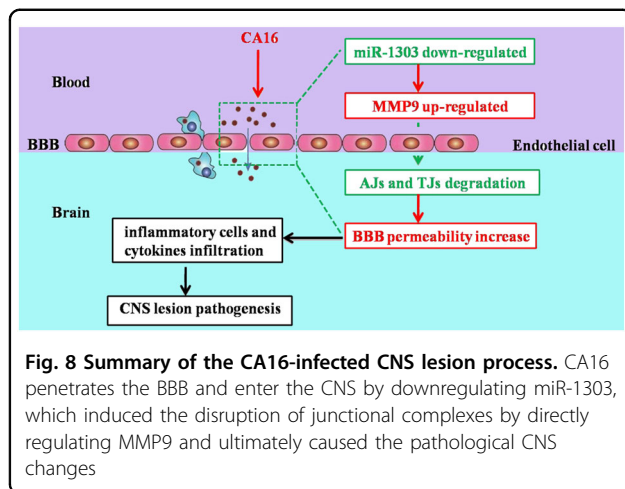 CA16
miR-1303 down-regulated
Blood
MMP9 up-regulated
BBB
Endothelial cell
AJs and TJs degradation
Brain
inflammatory cells and
cytokines infiltration
BBB permeability increase
CNS lesion pathogenesis
Fig. 8 Summary of the CA16-infected CNS lesion process. CA16
penetrates the BBB and enter the CNS by downregulating miR-1303,
which induced the disruption of junctional complexes by directly
regulating MMP9 and ultimately caused the pathological CNS
changes